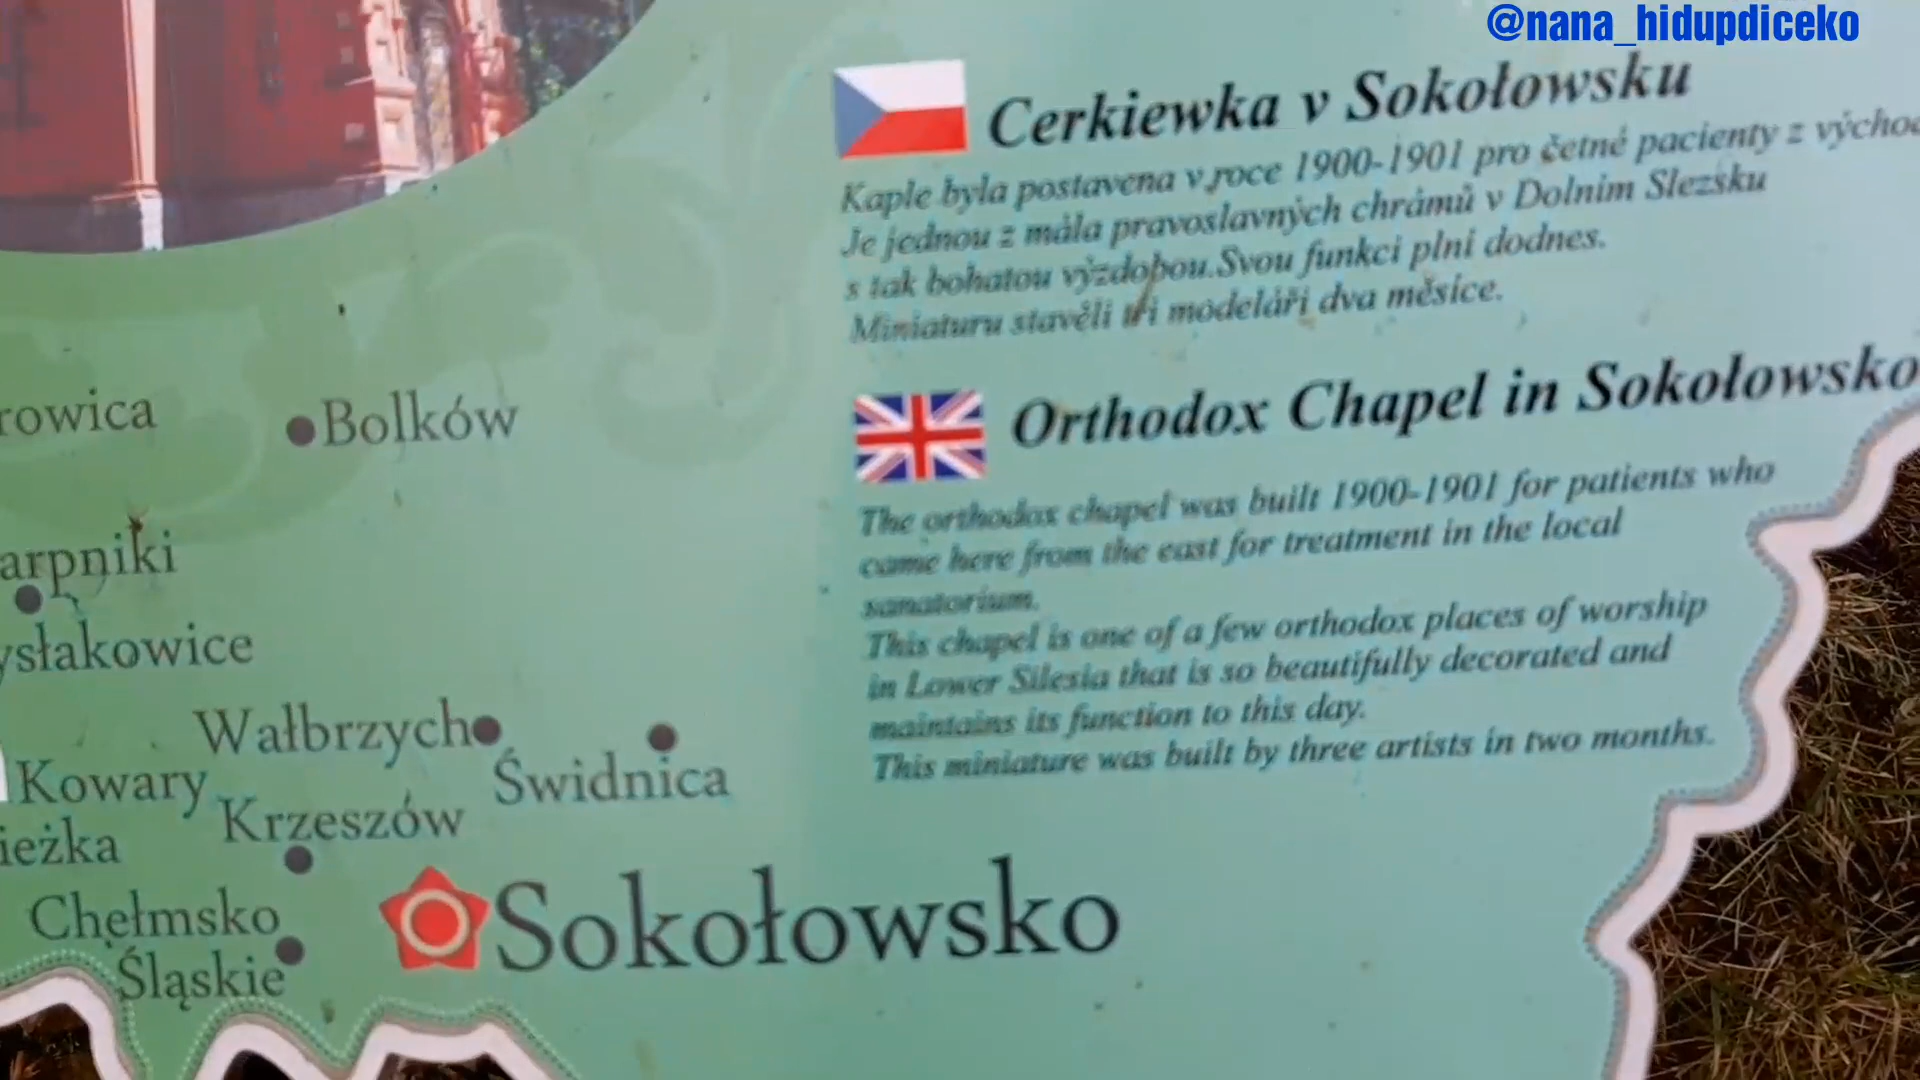 @nana_hidupdiceko
Cerkiewka v Sokołowsku
Kaple byla postavena v roce 1900-1901 pro četné pacienty z
Je jednou z mála pravoslavných chrámů v Dolním Slezsku
s tak bohatou výzdobou.Svou funkci plní dodnes.
Miniaturu stavěli tři modeláři dva měsíce.
Orthodox Chapel in Sokołowsko
The orthodox chapel was built 1900-1901 for patients who
came here from the east for treatment in the local
sanatorium.
This chapel is one of a few orthodox places of worship
in Lower Silesia that is so beautifully decorated and
maintains its function to this day.
This miniature was built by three artists in two months.
Bolków
Wałbrzych
Świdnica
Kowary
Krzeszów
Chełmsko
Śląskie
Sokołowsko